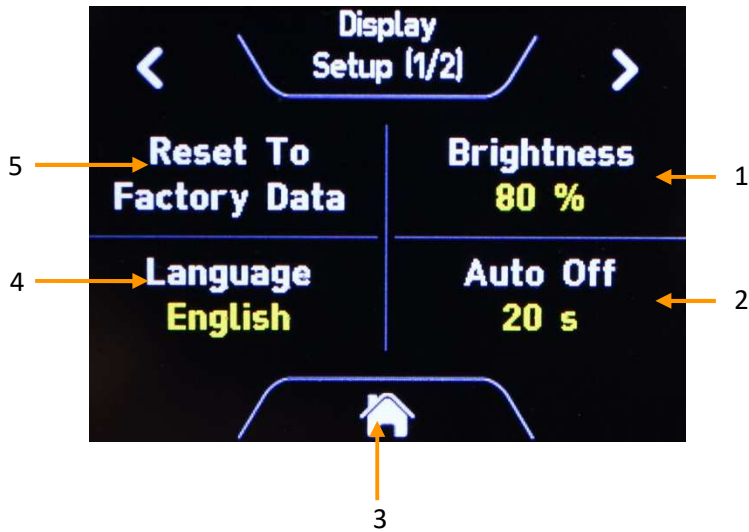 Display
Setup (1/2)
5
Reset To
Factory Data
Brightness
80 %
1
4
Language
English
Auto Off
20 s
2
3